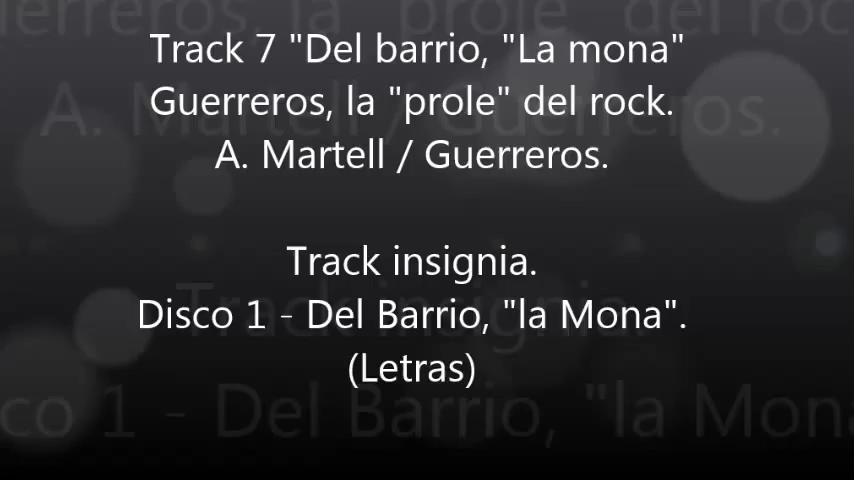 Track 7 "Del barrio, "La mona"
Guerreros, la "prole" del rock.
A. Martell / Guerreros.
Track insignia.
Disco 1 - Del Barrio, "la Mona".
(Letras)